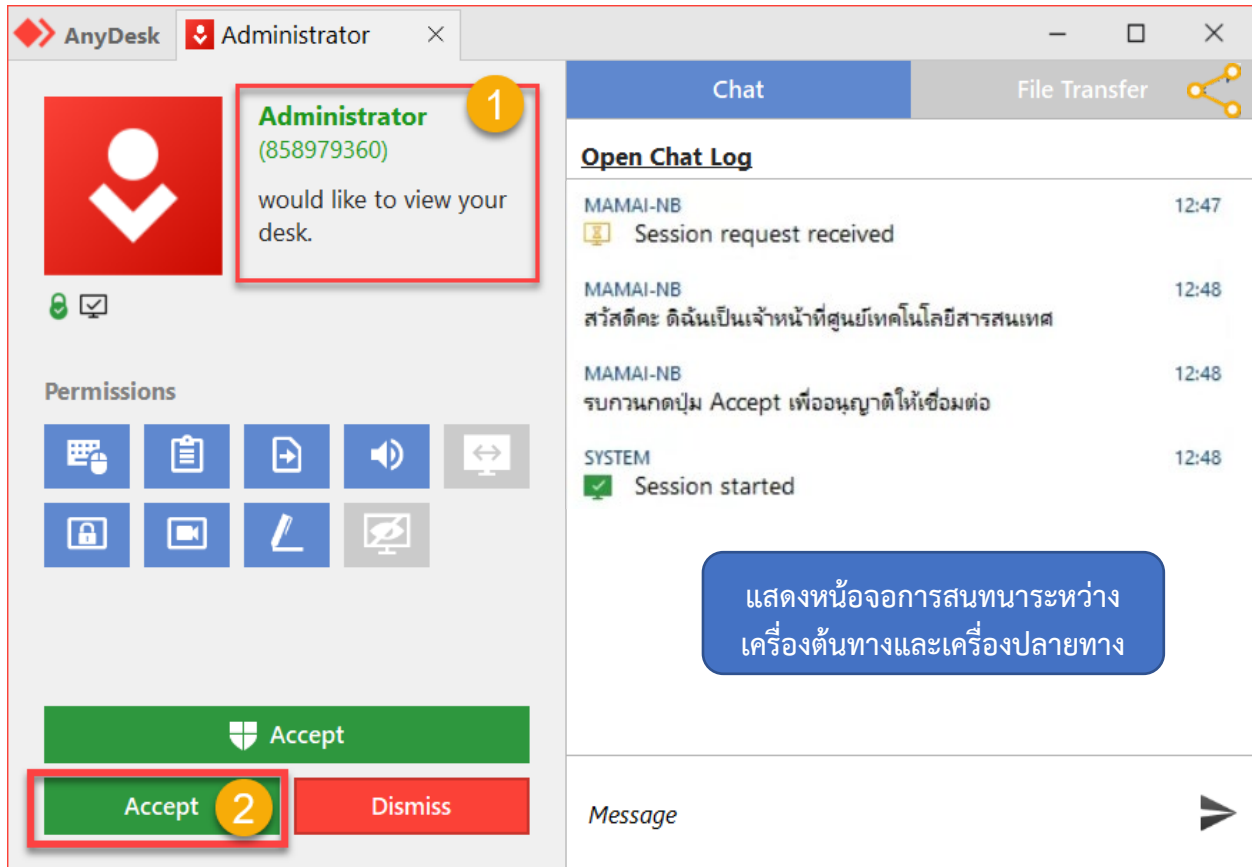 AnyDesk
Administrator
Administrator
1
(858979360)
would like to view your
desk.
Permissions
Accept
Accept
2
Dismiss
Chat
File Transfer
Open Chat Log
MAMAI-NB 12:47
Session request received
MAMAI-NB 12:48
สวัสดีคะ ดิฉันเป็นเจ้าหน้าที่ศูนย์เทคโนโลยีสารสนเทศ
MAMAI-NB 12:48
รบกวนกดปุ่ม Accept เพื่ออนุญาติให้เชื่อมต่อ
SYSTEM 12:48
Session started
แสดงหน้อจอการสนทนาระหว่าง
เครื่องต้นทางและเครื่องปลายทาง
Message